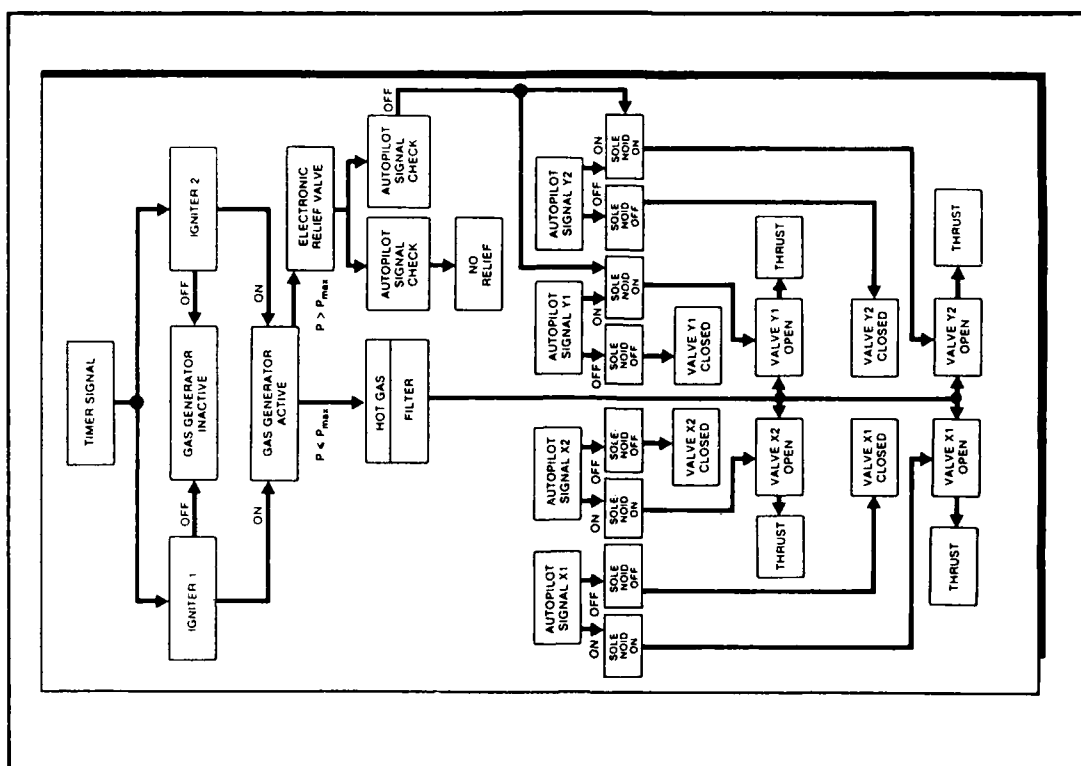 TIMER SIGNAL
IGNITER 1
IGNITER 2
OFF
OFF
GAS GENERATOR
INACTIVE
ON
ON
GAS GENERATOR
ACTIVE
P ≤ Pmax
P > Pmax
HOT GAS
FILTER
ELECTRONIC
RELIEF VALVE
AUTOPILOT
SIGNAL
CHECK
AUTOPILOT
SIGNAL
CHECK
OFF
NO
RELIEF
AUTOPILOT
SIGNAL X1
AUTOPILOT
SIGNAL X2
AUTOPILOT
SIGNAL Y1
AUTOPILOT
SIGNAL Y2
ON
OFF
ON
OFF
OFF
ON
OFF
ON
SOLE
NOID
ON
SOLE
NOID
OFF
SOLE-
NOID
ON
SOLE-
NOID
OFF
SOLE
NOID
OFF
SOLE
NOID
ON
SOLE
NOID
OFF
SOLE
NOID
ON
VALVE X2
CLOSED
VALVE Y1
CLOSED
THRUST
VALVE X2
OPEN
VALVE Y1
OPEN
THRUST
VALVE X1
CLOSED
VALVE Y2
CLOSED
THRUST
VALVE X1
OPEN
VALVE Y2
OPEN
THRUST